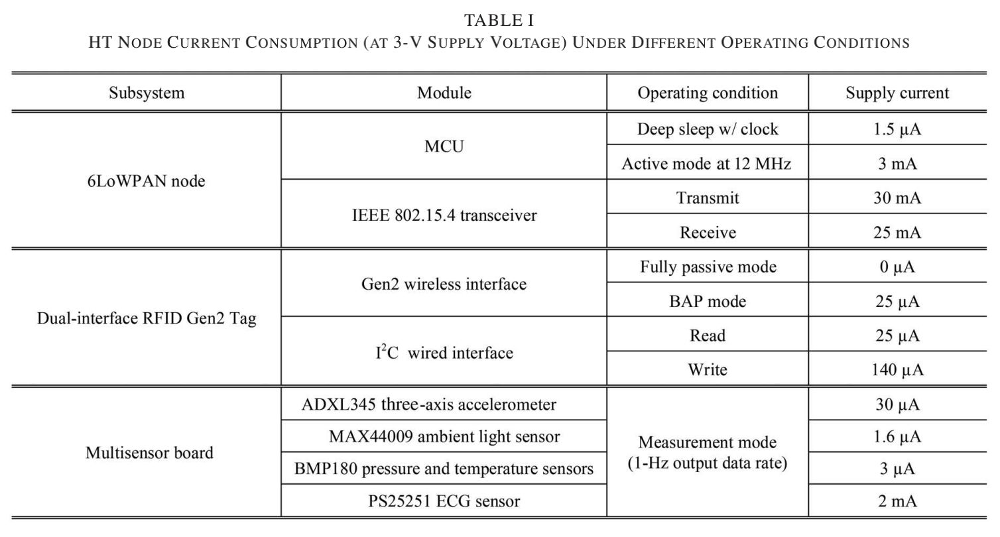 TABLE I
HT NODE CURRENT CONSUMPTION (AT 3-V SUPPLY VOLTAGE) UNDER DIFFERENT OPERATING CONDITIONS
Subsystem Module Operating condition Supply current
6LoWPAN node MCU Deep sleep w/ clock 1.5 µA
Active mode at 12 MHz 3 mA
IEEE 802.15.4 transceiver Transmit 30 mA
Receive 25 mA
Dual-interface RFID Gen2 Tag Gen2 wireless interface Fully passive mode 0 µA
BAP mode 25 µA
I²C wired interface Read 25 µA
Write 140 µA
Multisensor board ADXL345 three-axis accelerometer Measurement mode (1-Hz output data rate) 30 µA
MAX44009 ambient light sensor 1.6 µA
BMP180 pressure and temperature sensors 3 µA
PS25251 ECG sensor 2 mA